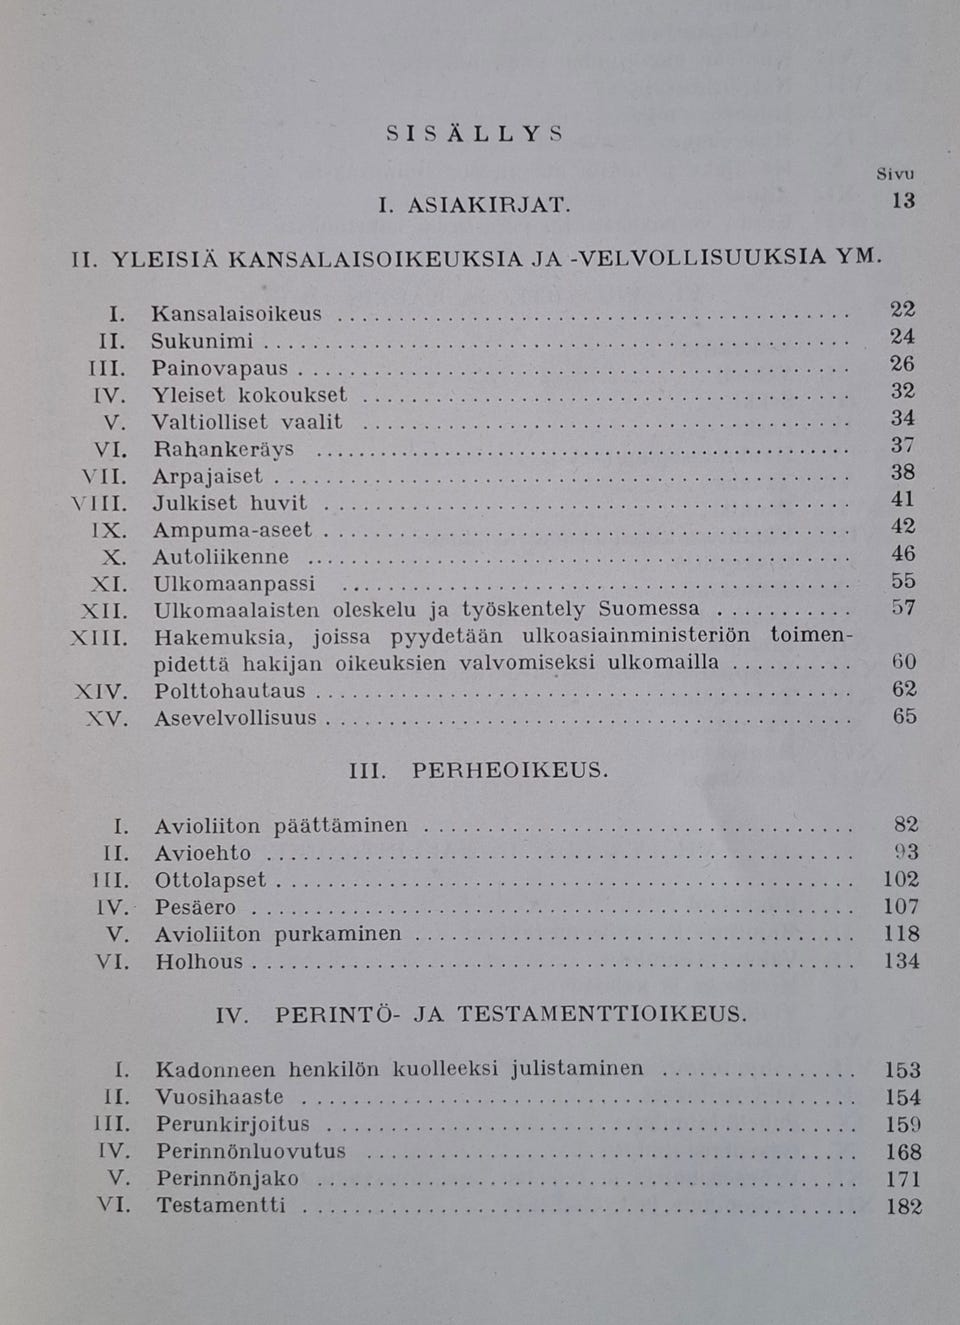 SISÄLLYS
Sivu
I. ASIAKIRJAT. 13
II. YLEISIÄ KANSALAISOIKEUKSIA JA -VELVOLLISUUKSIA YM.
I. Kansalaisoikeus . . . . . . . . . . 22
II. Sukunimi . . . . . . . . . . 24
III. Painovapaus . . . . . . . . . . 26
IV. Yleiset kokoukset . . . . . . . . . . 32
V. Valtiolliset vaalit . . . . . . . . . . 34
VI. Rahankeräys . . . . . . . . . . 37
VII. Arpajaiset . . . . . . . . . . 38
VIII. Julkiset huvit . . . . . . . . . . 41
IX. Ampuma-aseet . . . . . . . . . . 42
X. Autoliikenne . . . . . . . . . . 46
XI. Ulkomaanpassi . . . . . . . . . . 55
XII. Ulkomaalaisten oleskelu ja työskentely Suomessa . . . . . . . . . . 57
XIII. Hakemuksia, joissa pyydetään ulkoasiainministeriön toimen-
pidettä hakijan oikeuksien valvomiseksi ulkomailla . . . . . . . . . . 60
XIV. Polttohautaus . . . . . . . . . . 62
XV. Asevelvollisuus . . . . . . . . . . 65
III. PERHEOIKEUS.
I. Avioliiton päättäminen . . . . . . . . . . 82
II. Avioehto . . . . . . . . . . 93
III. Ottolapset . . . . . . . . . . 102
IV. Pesäero . . . . . . . . . . 107
V. Avioliiton purkaminen . . . . . . . . . . 118
VI. Holhous . . . . . . . . . . 134
IV. PERINTÖ- JA TESTAMENTTIOIKEUS.
I. Kadonneen henkilön kuolleeksi julistaminen . . . . . . . . . . 153
II. Vuosihaaste . . . . . . . . . . 154
III. Perunkirjoitus . . . . . . . . . . 159
IV. Perinnönluovutus . . . . . . . . . . 168
V. Perinnönjako . . . . . . . . . . 171
VI. Testamentti . . . . . . . . . . 182